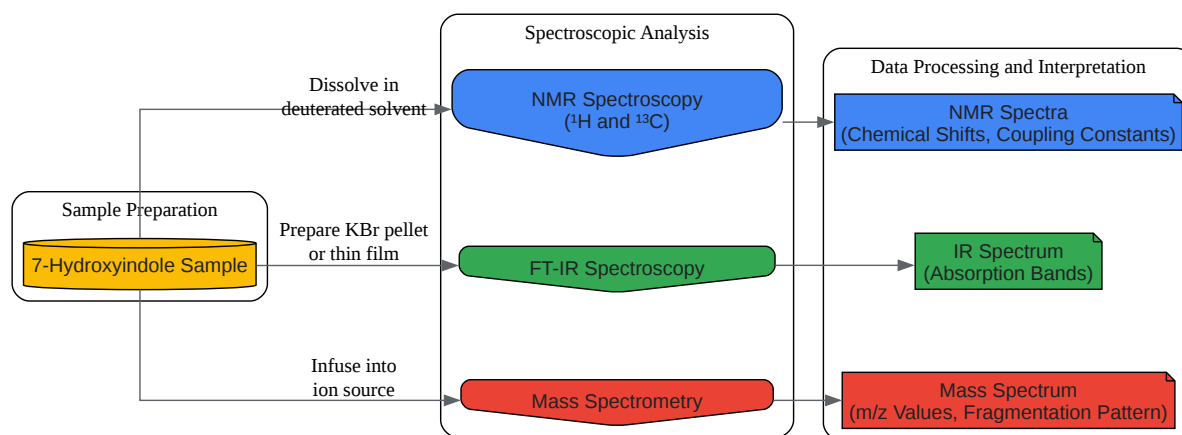 Spectroscopic Analysis
Data Processing and Interpretation
Dissolve in
deuterated solvent
NMR Spectroscopy
(¹H and ¹³C)
NMR Spectra
(Chemical Shifts, Coupling Constants)
Sample Preparation
7-Hydroxyindole Sample
Prepare KBr pellet
or thin film
FT-IR Spectroscopy
IR Spectrum
(Absorption Bands)
Infuse into
ion source
Mass Spectrometry
Mass Spectrum
(m/z Values, Fragmentation Pattern)